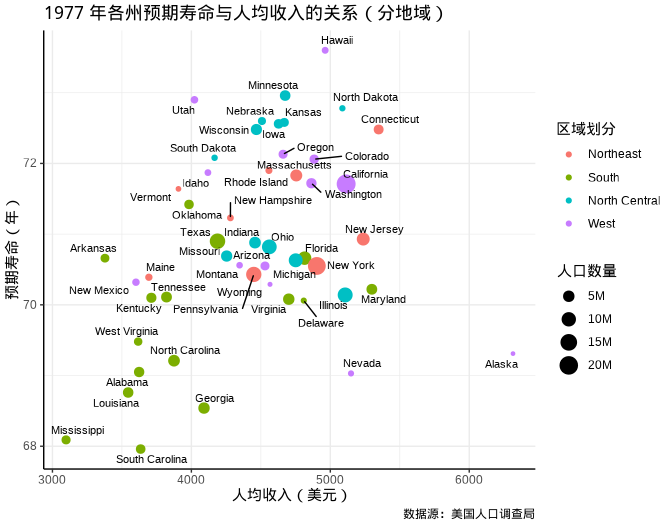 1977 年各州预期寿命与人均收入的关系（分地域）
Hawaii
Minnesota
Utah
North Dakota
Nebraska
Kansas
Connecticut
Wisconsin
Iowa
South Dakota
Oregon
Colorado
Massachusetts
California
Idaho
Rhode Island
Washington
Vermont
New Hampshire
Oklahoma
Texas
Indiana
Ohio
New Jersey
Arkansas
Missouri
Arizona
Florida
Maine
Montana
Michigan
New York
New Mexico
Tennessee
Wyoming
Kentucky
Pennsylvania
Virginia
Illinois
Maryland
Delaware
West Virginia
North Carolina
Nevada
Alaska
Alabama
Louisiana
Georgia
Mississippi
South Carolina
72
70
68
预期寿命（年）
3000
4000
5000
6000
人均收入（美元）
区域划分
Northeast
South
North Central
West
人口数量
5M
10M
15M
20M
数据源：美国人口调查局